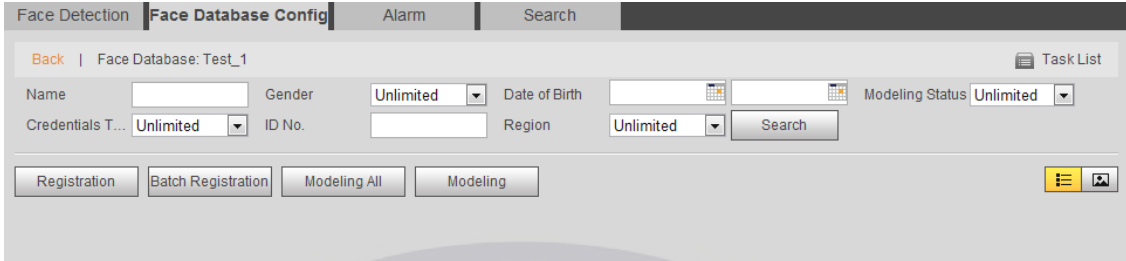 Face Detection Face Database Config Alarm Search
Back | Face Database: Test_1 Task List
Name Gender Unlimited Date of Birth Modeling Status Unlimited
Credentials T... Unlimited ID No. Region Unlimited Search
Registration Batch Registration Modeling All Modeling